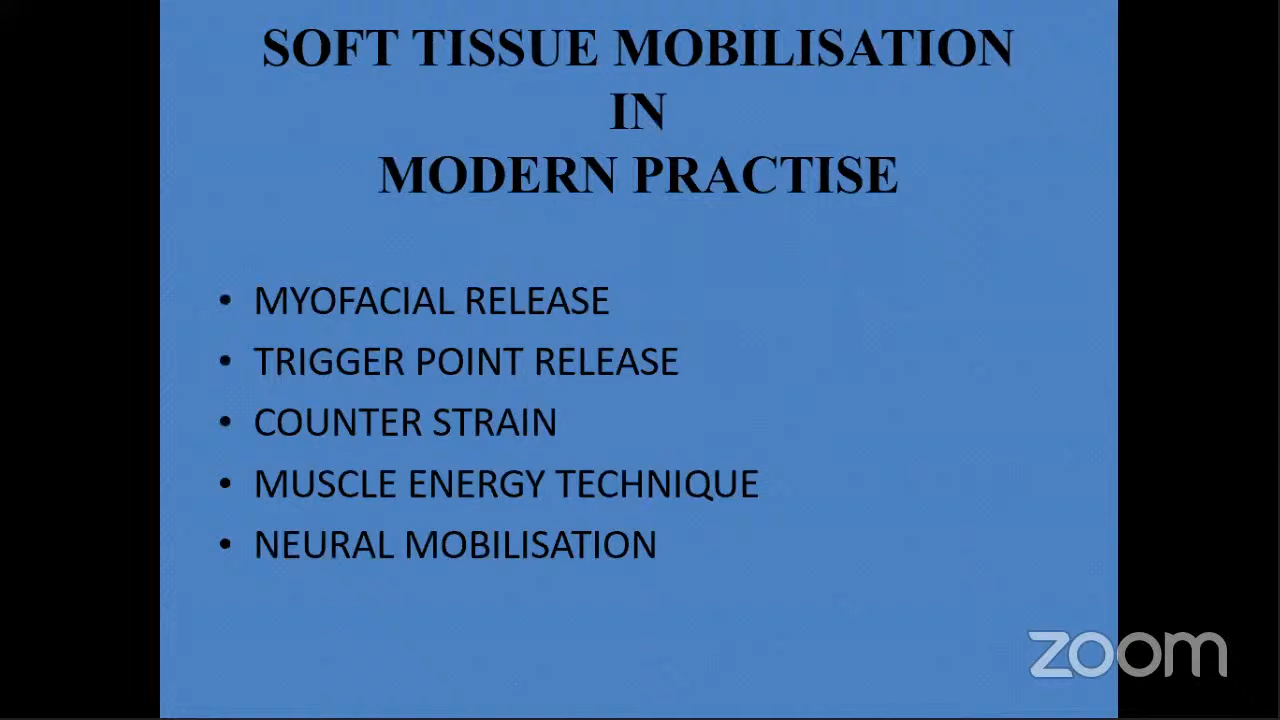 SOFT TISSUE MOBILISATION
IN
MODERN PRACTISE
• MYOFACIAL RELEASE
• TRIGGER POINT RELEASE
• COUNTER STRAIN
• MUSCLE ENERGY TECHNIQUE
• NEURAL MOBILISATION
zoom